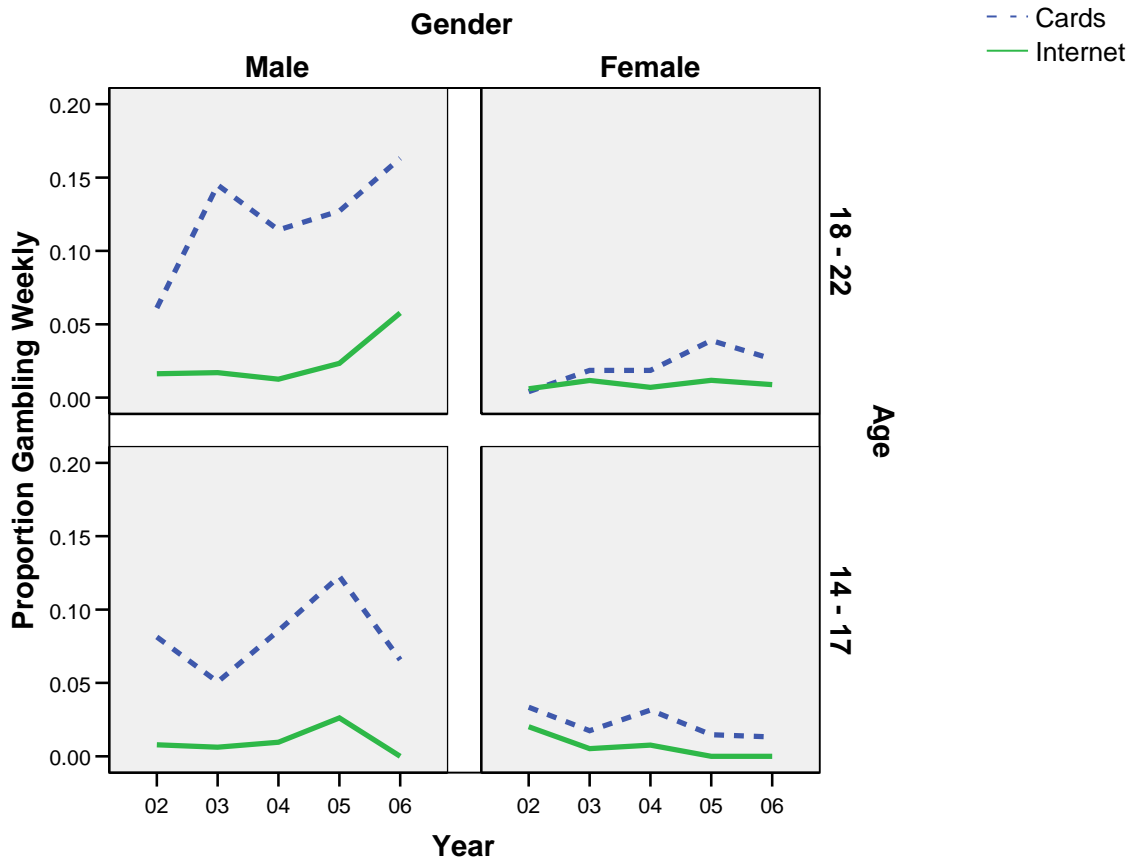 Gender
Cards
Internet
Male
Female
0.20
0.15
0.10
0.05
0.00
18 - 22
Proportion Gambling Weekly
Age
0.20
0.15
0.10
0.05
0.00
14 - 17
02 03 04 05 06
02 03 04 05 06
Year